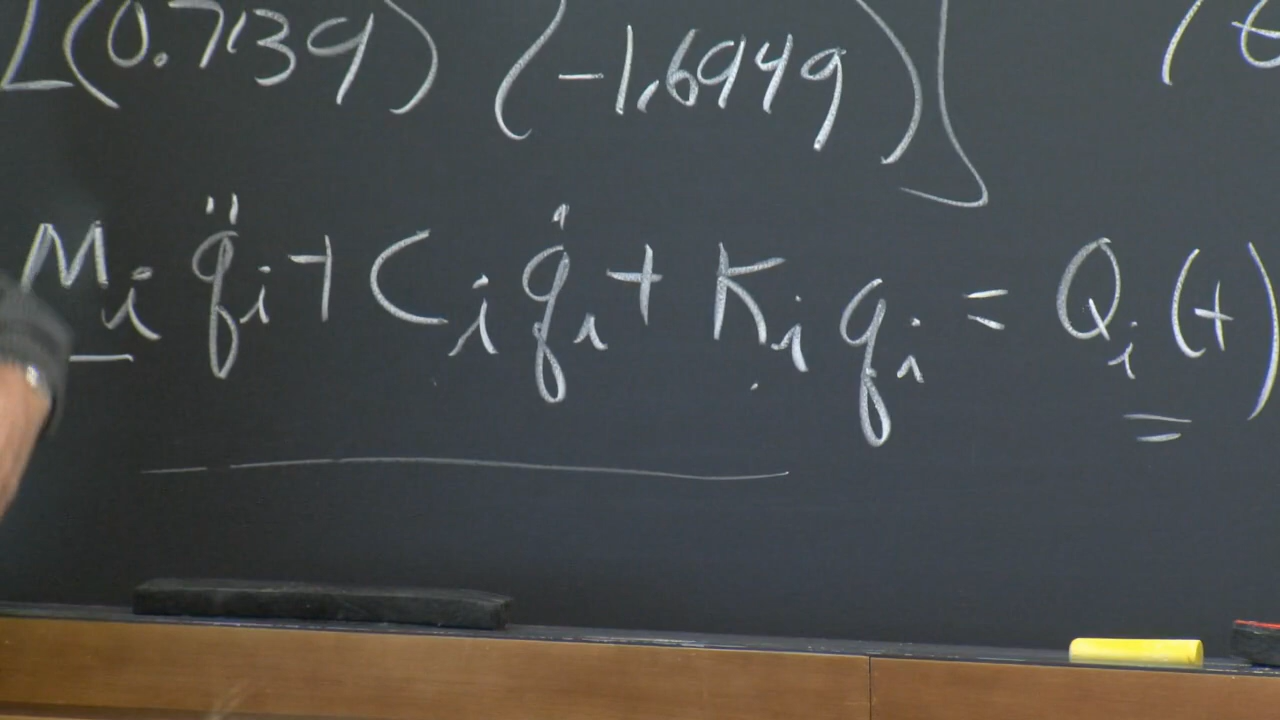 [(0.7139) (-1.6949)] (t
M_i q̈_i + C_i q̇_i + K_i q_i = Q_i(t)